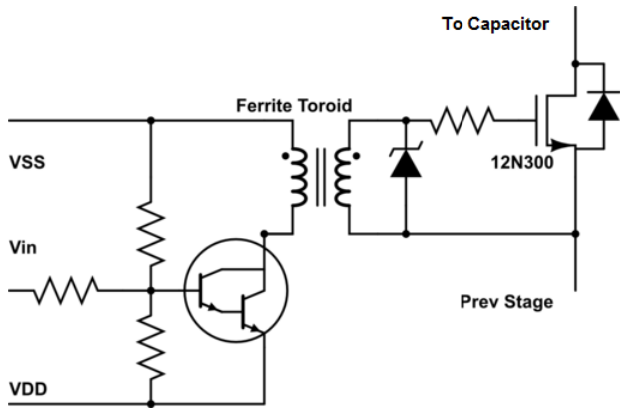 To Capacitor
Ferrite Toroid
VSS
12N300
Vin
Prev Stage
VDD